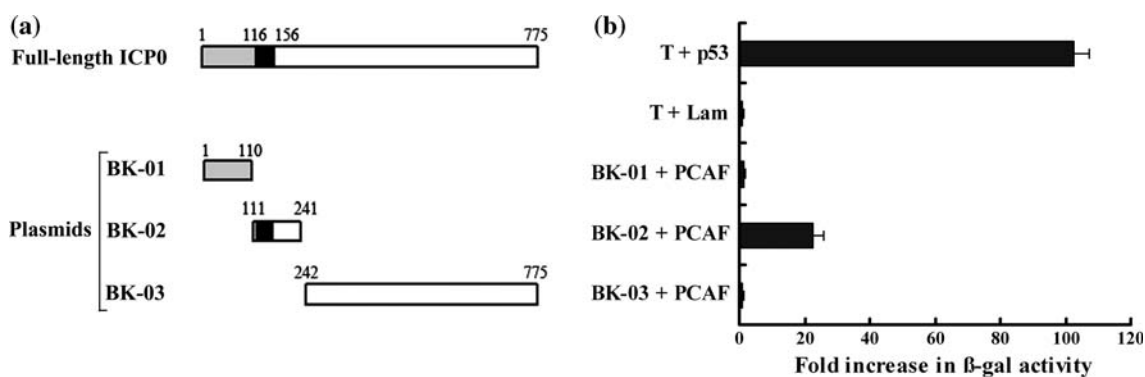 (a)
1 116 156 775
Full-length ICP0
Plasmids
1 110
BK-01
111 241
BK-02
242 775
BK-03
(b)
T + p53
T + Lam
BK-01 + PCAF
BK-02 + PCAF
BK-03 + PCAF
0 20 40 60 80 100 120
Fold increase in ß-gal activity